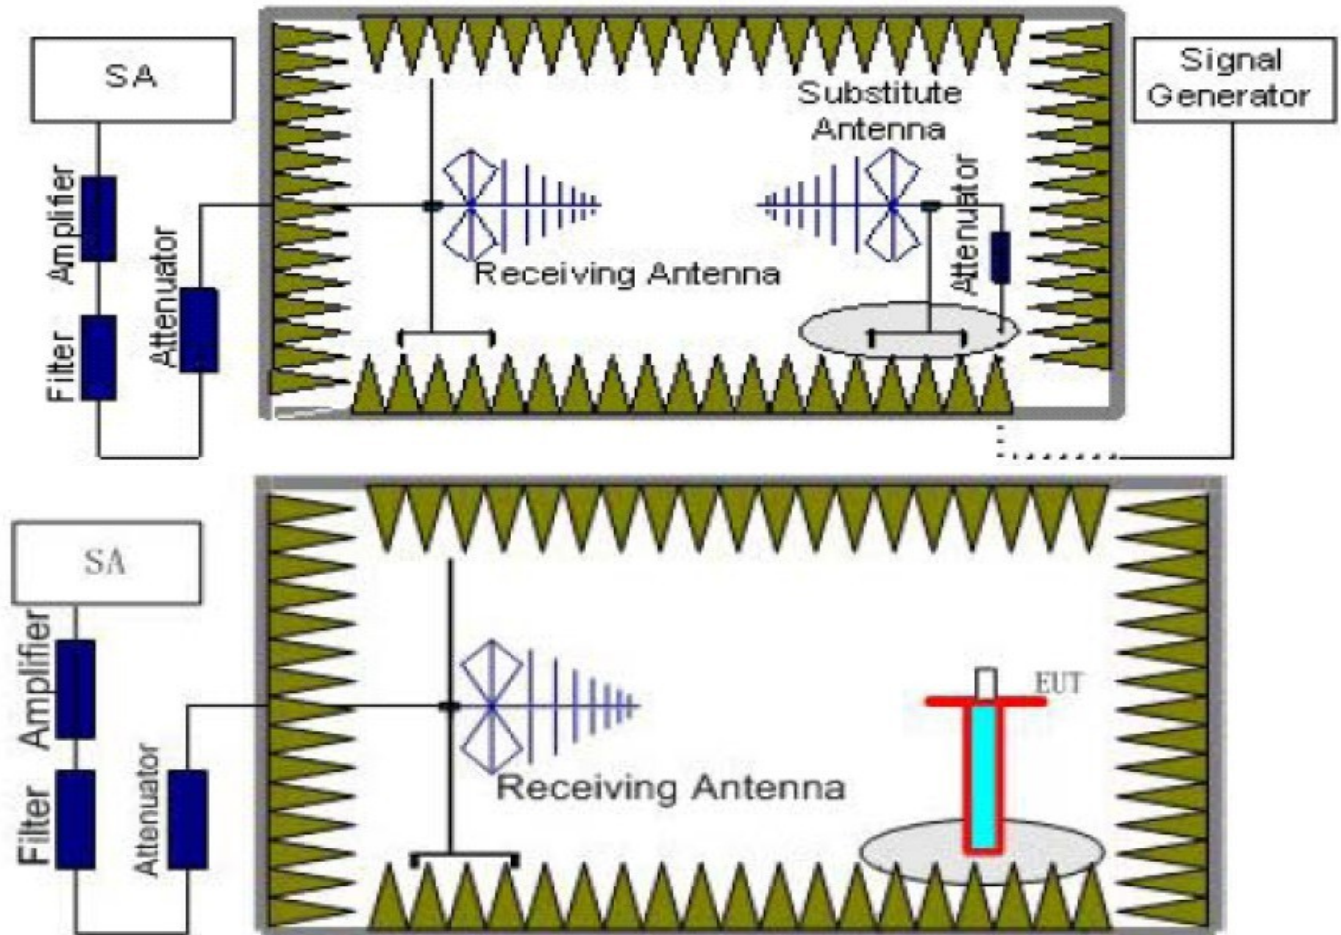 SA
Signal
Generator
Substitute
Antenna
Amplifier
Attenuator
Attenuator
Receiving Antenna
Filter
SA
Amplifier
EUT
Attenuator
Receiving Antenna
Filter